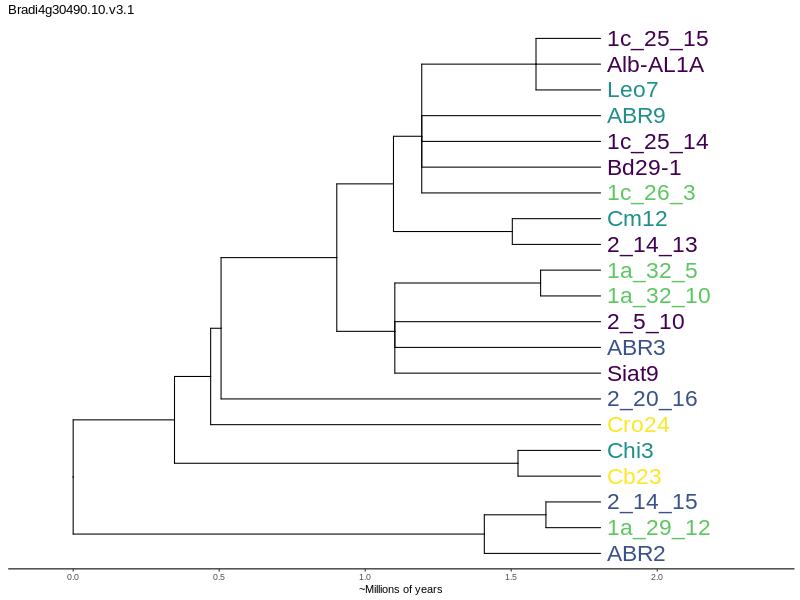 Bradi4g30490.10.v3.1
1c_25_15
Alb-AL1A
Leo7
ABR9
1c_25_14
Bd29-1
1c_26_3
Cm12
2_14_13
1a_32_5
1a_32_10
2_5_10
ABR3
Siat9
2_20_16
Cro24
Chi3
Cb23
2_14_15
1a_29_12
ABR2
0.0 0.5 1.0 1.5 2.0
~Millions of years